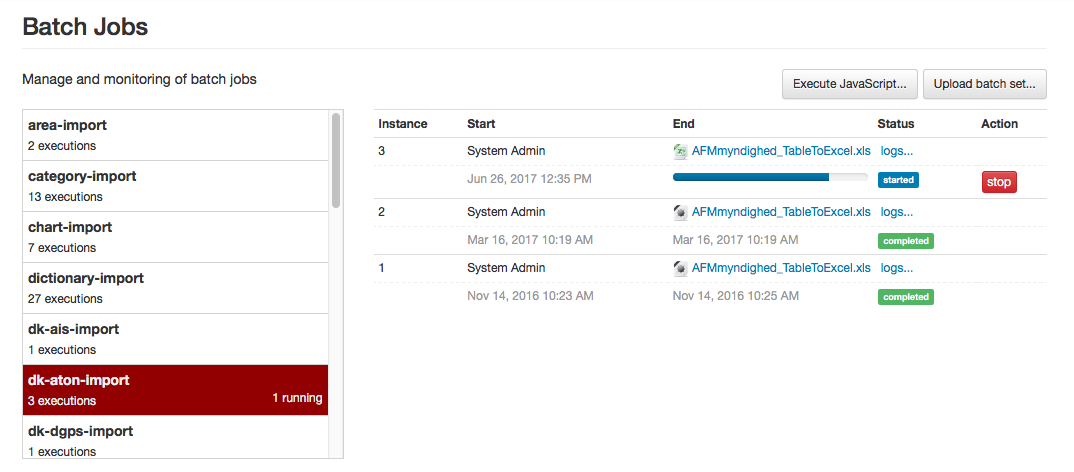 Batch Jobs
Manage and monitoring of batch jobs
Execute JavaScript...
Upload batch set...
area-import
2 executions
category-import
13 executions
chart-import
7 executions
dictionary-import
27 executions
dk-ais-import
1 executions
dk-aton-import
3 executions 1 running
dk-dgps-import
1 executions
Instance Start End Status Action
3 System Admin AFMmyndighed_TableToExcel.xls logs...
Jun 26, 2017 12:35 PM started stop
2 System Admin AFMmyndighed_TableToExcel.xls logs...
Mar 16, 2017 10:19 AM Mar 16, 2017 10:19 AM completed
1 System Admin AFMmyndighed_TableToExcel.xls logs...
Nov 14, 2016 10:23 AM Nov 14, 2016 10:25 AM completed